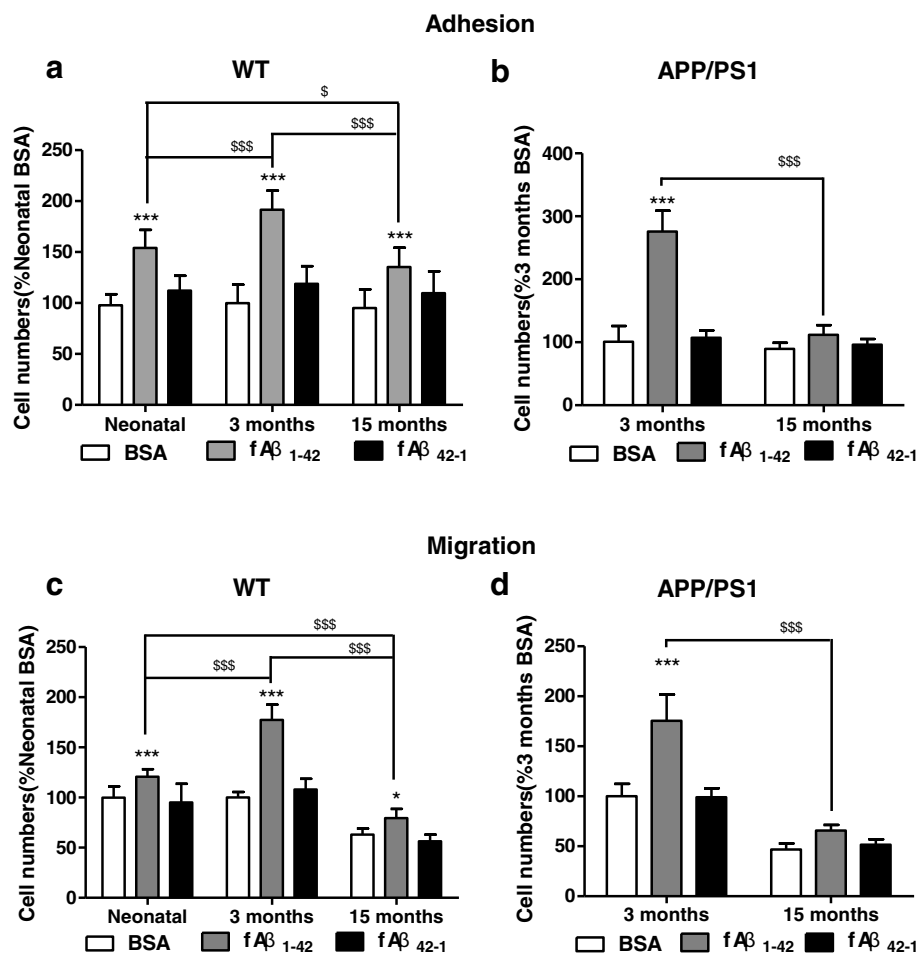 Adhesion
a
WT
Cell numbers(%Neonatal BSA)
250
200
150
100
50
0
$
$$$
$$$
***
***
***
Neonatal
3 months
15 months
BSA
fAβ 1-42
fAβ 42-1
b
APP/PS1
Cell numbers(%3 months BSA)
400
300
200
100
0
$$$
***
3 months
15 months
BSA
fAβ 1-42
fAβ 42-1
Migration
c
WT
Cell numbers(%Neonatal BSA)
250
200
150
100
50
0
$$$
$$$
$$$
***
***
*
Neonatal
3 months
15 months
BSA
fAβ 1-42
fAβ 42-1
d
APP/PS1
Cell numbers(%3 months BSA)
250
200
150
100
50
0
$$$
***
3 months
15 months
BSA
fAβ 1-42
fAβ 42-1